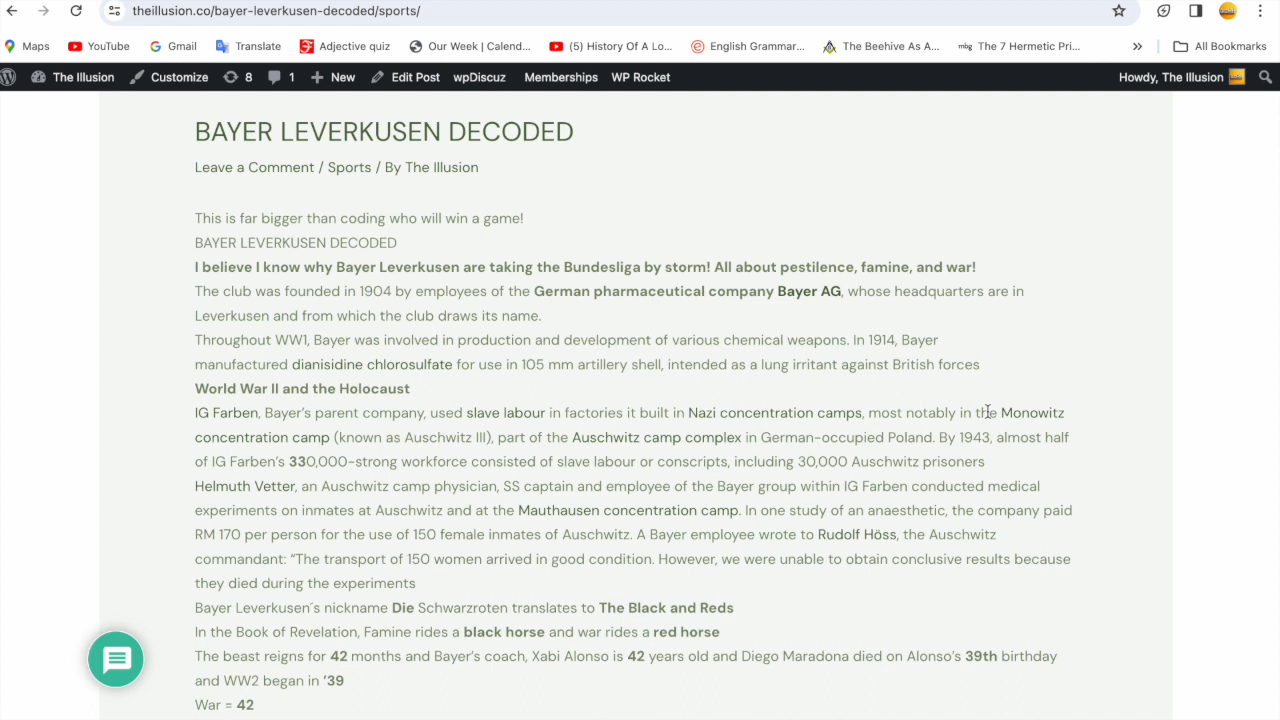 theillusion.co/bayer-leverkusen-decoded/sports/
Maps YouTube Gmail Translate Adjective quiz Our Week | Calend... (5) History Of A Lo... English Grammar... The Beehive As A... mbg The 7 Hermetic Pri... » All Bookmarks
The Illusion Customize 8 1 New Edit Post wpDiscuz Memberships WP Rocket Howdy, The Illusion
BAYER LEVERKUSEN DECODED
Leave a Comment / Sports / By The Illusion
This is far bigger than coding who will win a game!
BAYER LEVERKUSEN DECODED
I believe I know why Bayer Leverkusen are taking the Bundesliga by storm! All about pestilence, famine, and war!
The club was founded in 1904 by employees of the German pharmaceutical company Bayer AG, whose headquarters are in
Leverkusen and from which the club draws its name.
Throughout WW1, Bayer was involved in production and development of various chemical weapons. In 1914, Bayer
manufactured dianisidine chlorosulfate for use in 105 mm artillery shell, intended as a lung irritant against British forces
World War II and the Holocaust
IG Farben, Bayer's parent company, used slave labour in factories it built in Nazi concentration camps, most notably in the Monowitz
concentration camp (known as Auschwitz III), part of the Auschwitz camp complex in German-occupied Poland. By 1943, almost half
of IG Farben's 330,000-strong workforce consisted of slave labour or conscripts, including 30,000 Auschwitz prisoners
Helmuth Vetter, an Auschwitz camp physician, SS captain and employee of the Bayer group within IG Farben conducted medical
experiments on inmates at Auschwitz and at the Mauthausen concentration camp. In one study of an anaesthetic, the company paid
RM 170 per person for the use of 150 female inmates of Auschwitz. A Bayer employee wrote to Rudolf Höss, the Auschwitz
commandant: "The transport of 150 women arrived in good condition. However, we were unable to obtain conclusive results because
they died during the experiments
Bayer Leverkusen´s nickname Die Schwarzroten translates to The Black and Reds
In the Book of Revelation, Famine rides a black horse and war rides a red horse
The beast reigns for 42 months and Bayer's coach, Xabi Alonso is 42 years old and Diego Maradona died on Alonso's 39th birthday
and WW2 began in '39
War = 42